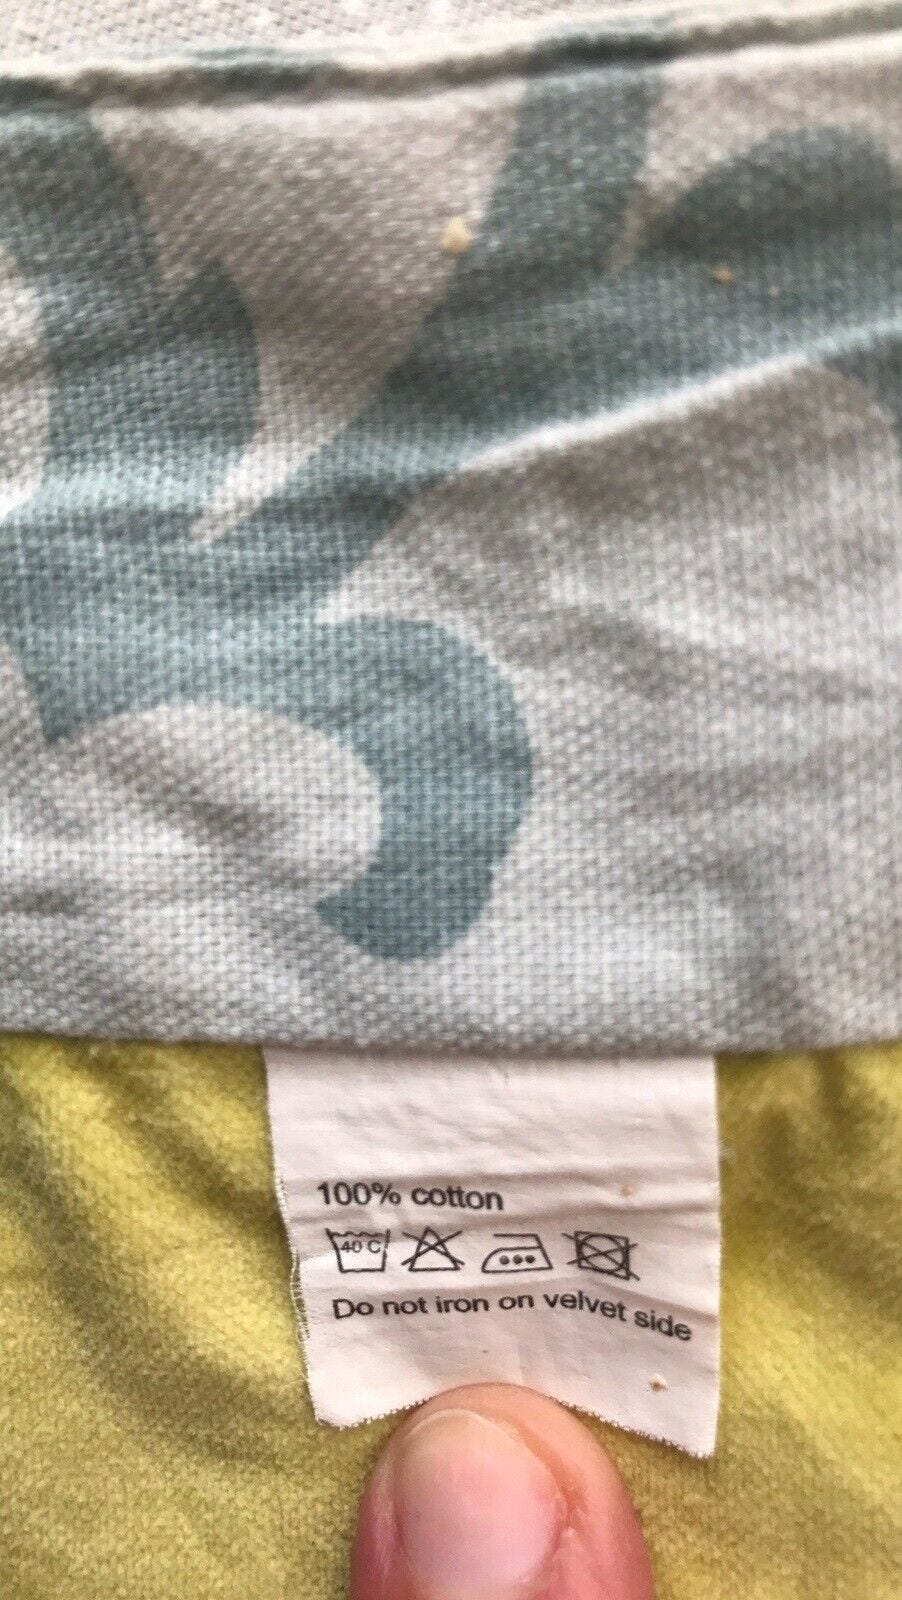 100% cotton
40 C
Do not iron on velvet side